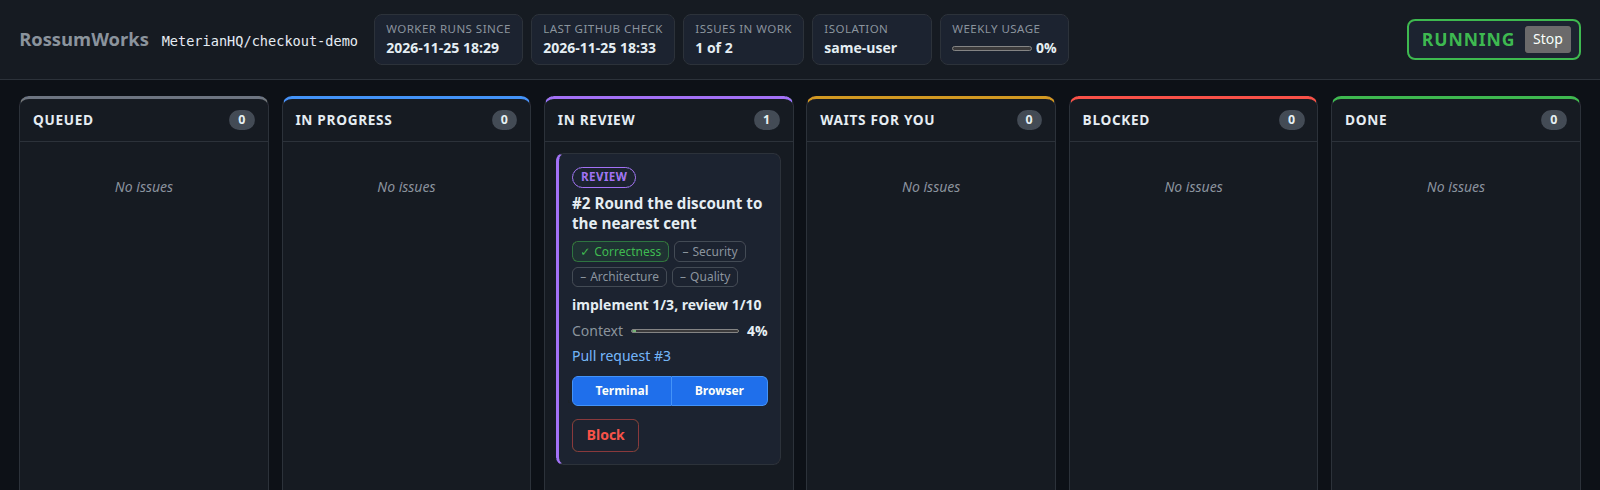 RossumWorks MeterianHQ/checkout-demo
WORKER RUNS SINCE
2026-11-25 18:29
LAST GITHUB CHECK
2026-11-25 18:33
ISSUES IN WORK
1 of 2
ISOLATION
same-user
WEEKLY USAGE
0%
RUNNING Stop
QUEUED 0
No issues
IN PROGRESS 0
No issues
IN REVIEW 1
REVIEW
#2 Round the discount to
the nearest cent
✓ Correctness – Security
– Architecture – Quality
implement 1/3, review 1/10
Context 4%
Pull request #3
Terminal Browser
Block
WAITS FOR YOU 0
No issues
BLOCKED 0
No issues
DONE 0
No issues